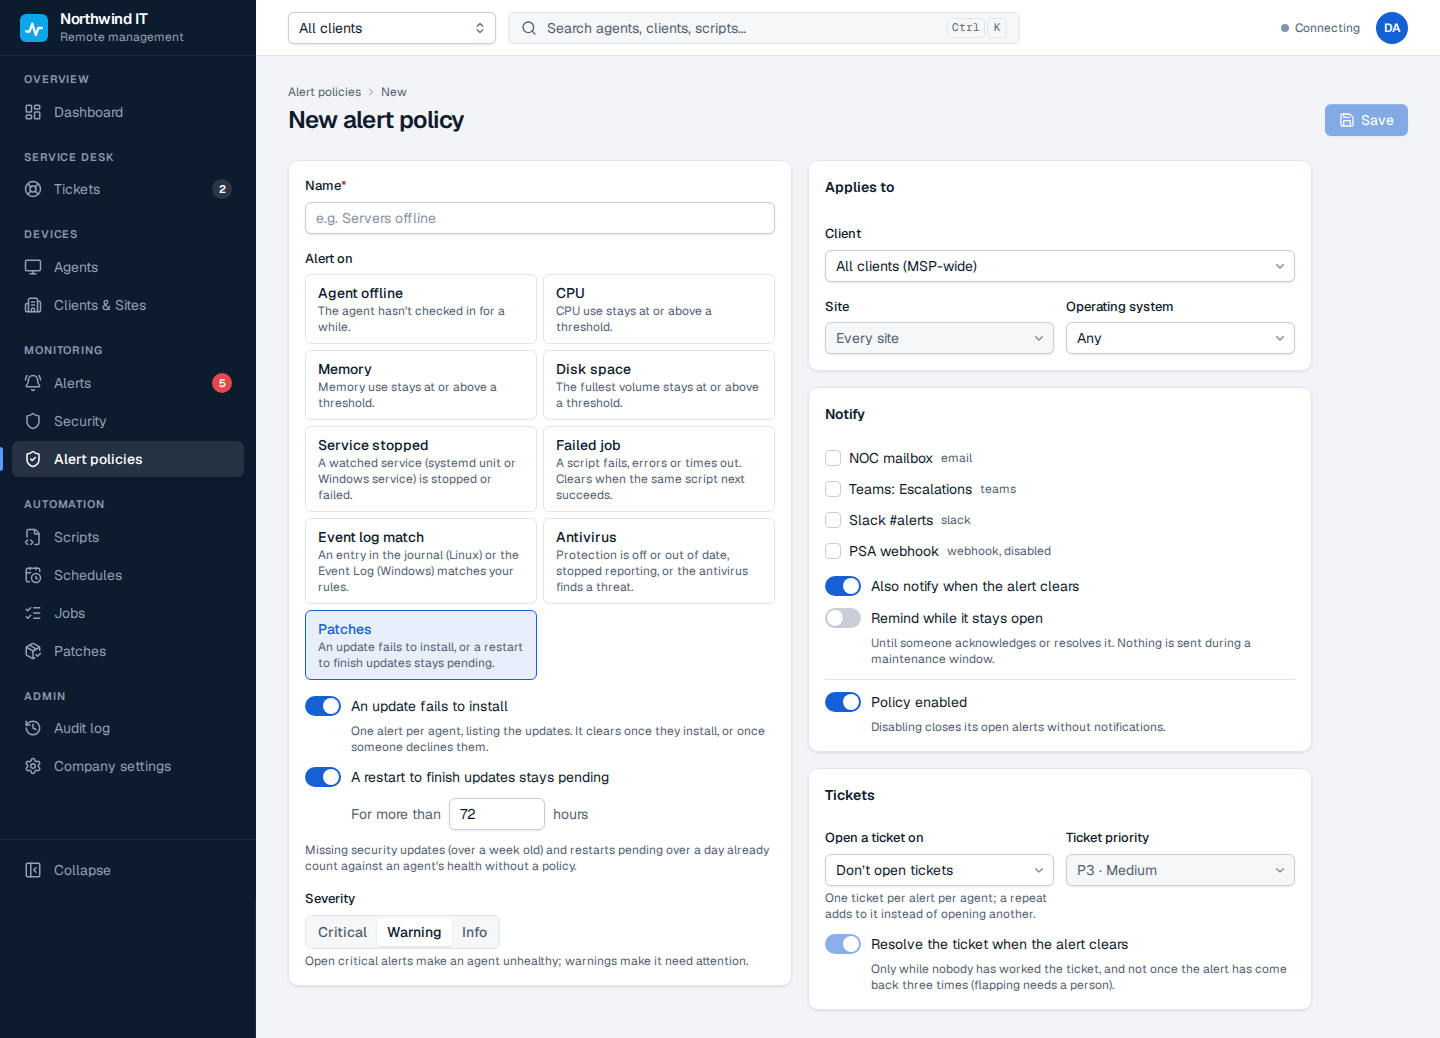 Northwind IT
Remote management
All clients
Search agents, clients, scripts...
Ctrl K
Connecting
DA
OVERVIEW
Dashboard
SERVICE DESK
Tickets 2
DEVICES
Agents
Clients & Sites
MONITORING
Alerts 5
Security
Alert policies
AUTOMATION
Scripts
Schedules
Jobs
Patches
ADMIN
Audit log
Company settings
Collapse
Alert policies > New
New alert policy
Save
Name*
e.g. Servers offline
Alert on
Agent offline
The agent hasn't checked in for a
while.
CPU
CPU use stays at or above a
threshold.
Memory
Memory use stays at or above a
threshold.
Disk space
The fullest volume stays at or above
a threshold.
Service stopped
A watched service (systemd unit or
Windows service) is stopped or
failed.
Failed job
A script fails, errors or times out.
Clears when the same script next
succeeds.
Event log match
An entry in the journal (Linux) or the
Event Log (Windows) matches your
rules.
Antivirus
Protection is off or out of date,
stopped reporting, or the antivirus
finds a threat.
Patches
An update fails to install, or a restart
to finish updates stays pending.
An update fails to install
One alert per agent, listing the updates. It clears once they install, or once
someone declines them.
A restart to finish updates stays pending
For more than 72 hours
Missing security updates (over a week old) and restarts pending over a day already
count against an agent's health without a policy.
Severity
Critical Warning Info
Open critical alerts make an agent unhealthy; warnings make it need attention.
Applies to
Client
All clients (MSP-wide)
Site
Every site
Operating system
Any
Notify
NOC mailbox email
Teams: Escalations teams
Slack #alerts slack
PSA webhook webhook, disabled
Also notify when the alert clears
Remind while it stays open
Until someone acknowledges or resolves it. Nothing is sent during a
maintenance window.
Policy enabled
Disabling closes its open alerts without notifications.
Tickets
Open a ticket on
Don't open tickets
Ticket priority
P3 · Medium
One ticket per alert per agent; a repeat
adds to it instead of opening another.
Resolve the ticket when the alert clears
Only while nobody has worked the ticket, and not once the alert has come
back three times (flapping needs a person).